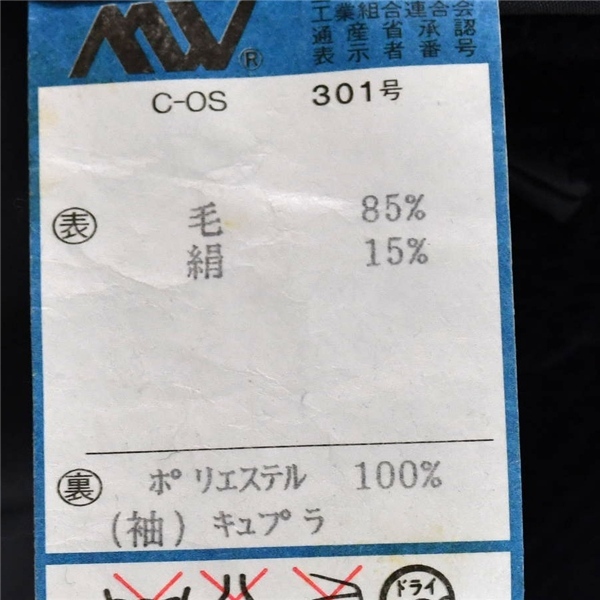 MW®
工業組合連合会
通産省承認
表示者番号
C-OS 301号
表 毛 85%
絹 15%
裏 ポリエステル 100%
(袖) キュプラ
ドライ